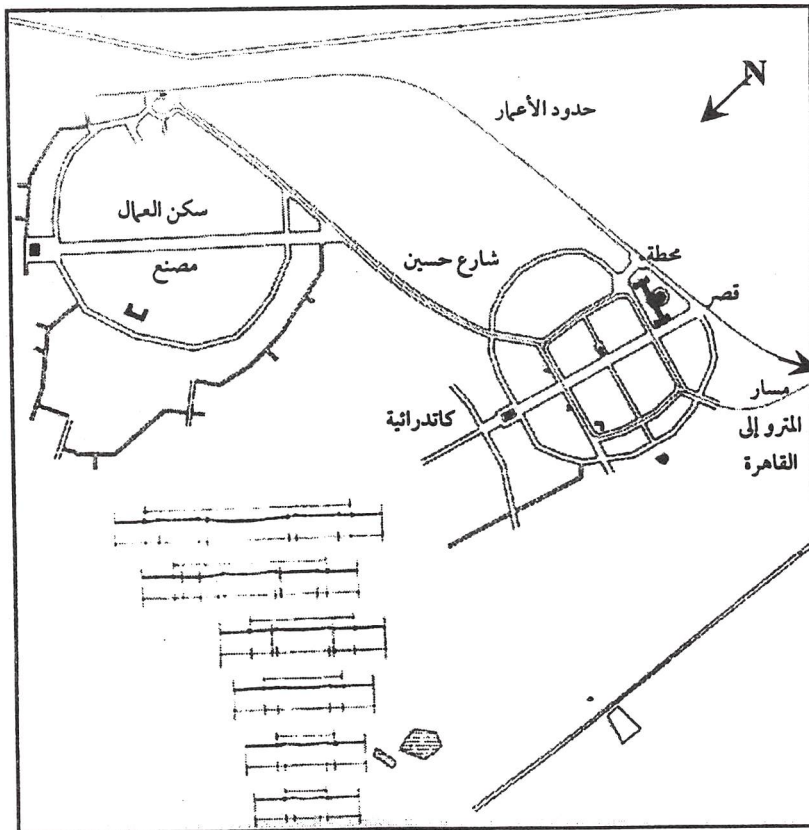 N
حدود الأعمار
سكن العمال
مصنع
شارع حسين
محطة
قصر
كاتدرائية
مسار
المترو إلى
القاهرة